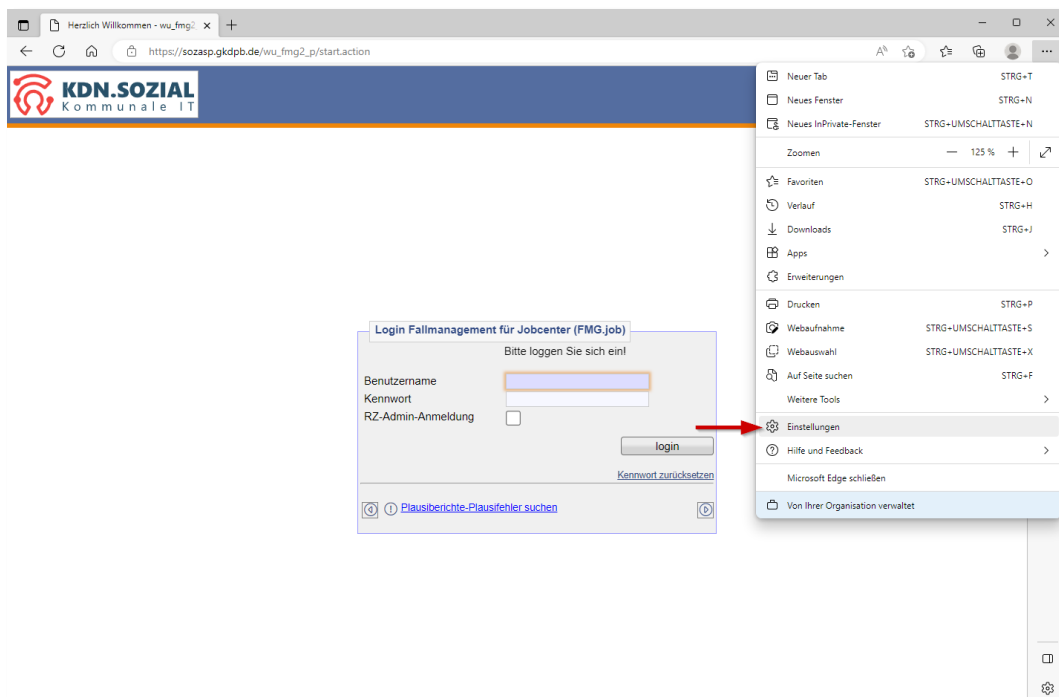 Herzlich Willkommen - wu_fmg2
https://sozasp.gkdpb.de/wu_fmg2_p/start.action
KDN.SOZIAL
Kommunale IT
Neuer Tab STRG+T
Neues Fenster STRG+N
Neues InPrivate-Fenster STRG+UMSCHALTTASTE+N
Zoomen 125 %
Favoriten STRG+UMSCHALTTASTE+O
Verlauf STRG+H
Downloads STRG+J
Apps
Erweiterungen
Drucken STRG+P
Webaufnahme STRG+UMSCHALTTASTE+S
Webauswahl STRG+UMSCHALTTASTE+X
Auf Seite suchen STRG+F
Weitere Tools
Einstellungen
Hilfe und Feedback
Microsoft Edge schließen
Von Ihrer Organisation verwaltet
Login Fallmanagement für Jobcenter (FMG.job)
Bitte loggen Sie sich ein!
Benutzername
Kennwort
RZ-Admin-Anmeldung
login
Kennwort zurücksetzen
Plausiberichte-Plausifehler suchen